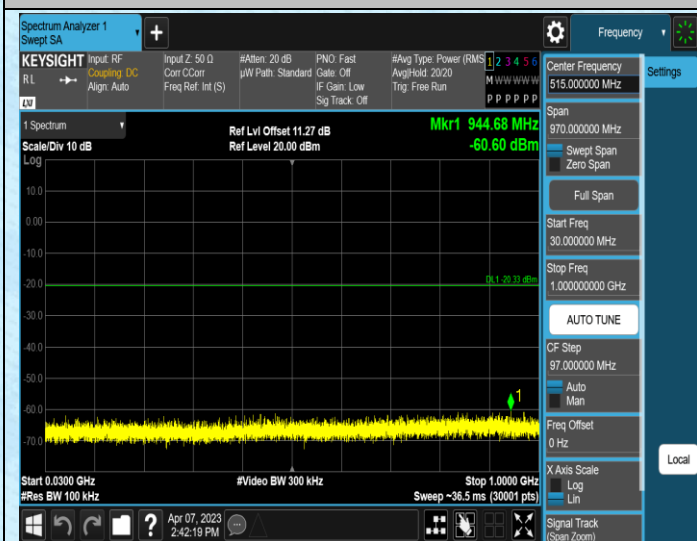 Spectrum Analyzer 1
Swept SA
Frequency
KEYSIGHT
RL
LXI
Input: RF
Coupling: DC
Align: Auto
Input Z: 50 Ω
Corr CCorr
Freq Ref: Int (S)
#Atten: 20 dB
µW Path: Standard
PNO: Fast
Gate: Off
IF Gain: Low
Sig Track: Off
#Avg Type: Power (RMS
Avg|Hold: 20/20
Trig: Free Run
1 2 3 4 5 6
M W W W W W
P P P P P P
1 Spectrum
Scale/Div 10 dB
Log
Ref Lvl Offset 11.27 dB
Ref Level 20.00 dBm
Mkr1 944.68 MHz
-60.60 dBm
10.0
0.00
-10.0
-20.0
DL1 -20.33 dBm
-30.0
-40.0
-50.0
-60.0
-70.0
1
Start 0.0300 GHz
#Res BW 100 kHz
#Video BW 300 kHz
Stop 1.0000 GHz
Sweep ~36.5 ms (30001 pts)
Center Frequency
515.000000 MHz
Span
970.000000 MHz
Swept Span
Zero Span
Full Span
Start Freq
30.000000 MHz
Stop Freq
1.000000000 GHz
AUTO TUNE
CF Step
97.000000 MHz
Auto
Man
Freq Offset
0 Hz
X Axis Scale
Log
Lin
Signal Track
(Span Zoom)
Settings
Local
?
Apr 07, 2023
2:42:19 PM